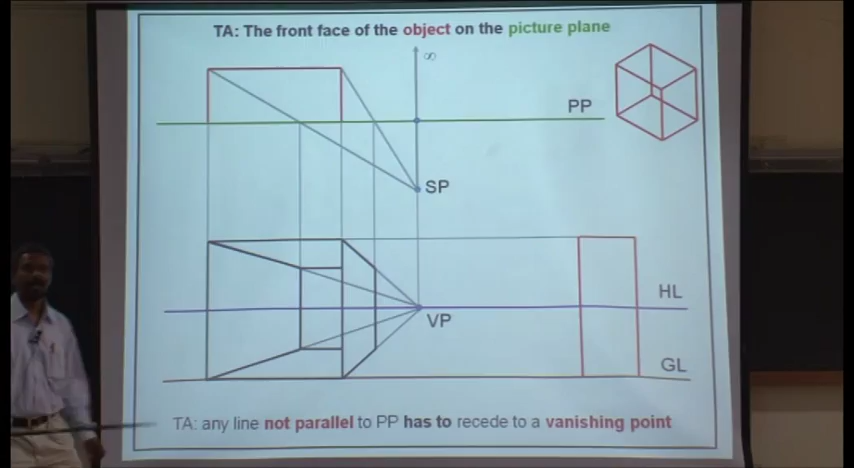 TA: The front face of the object on the picture plane
∞
PP
SP
HL
VP
GL
TA: any line not parallel to PP has to recede to a vanishing point